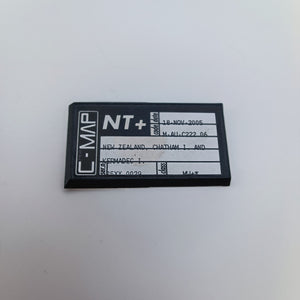 C-MAP
NT+
18-NOV-2005
M-AU-C222.06
NEW ZEALAND, CHATHAM I. AND
KERMADEC I.